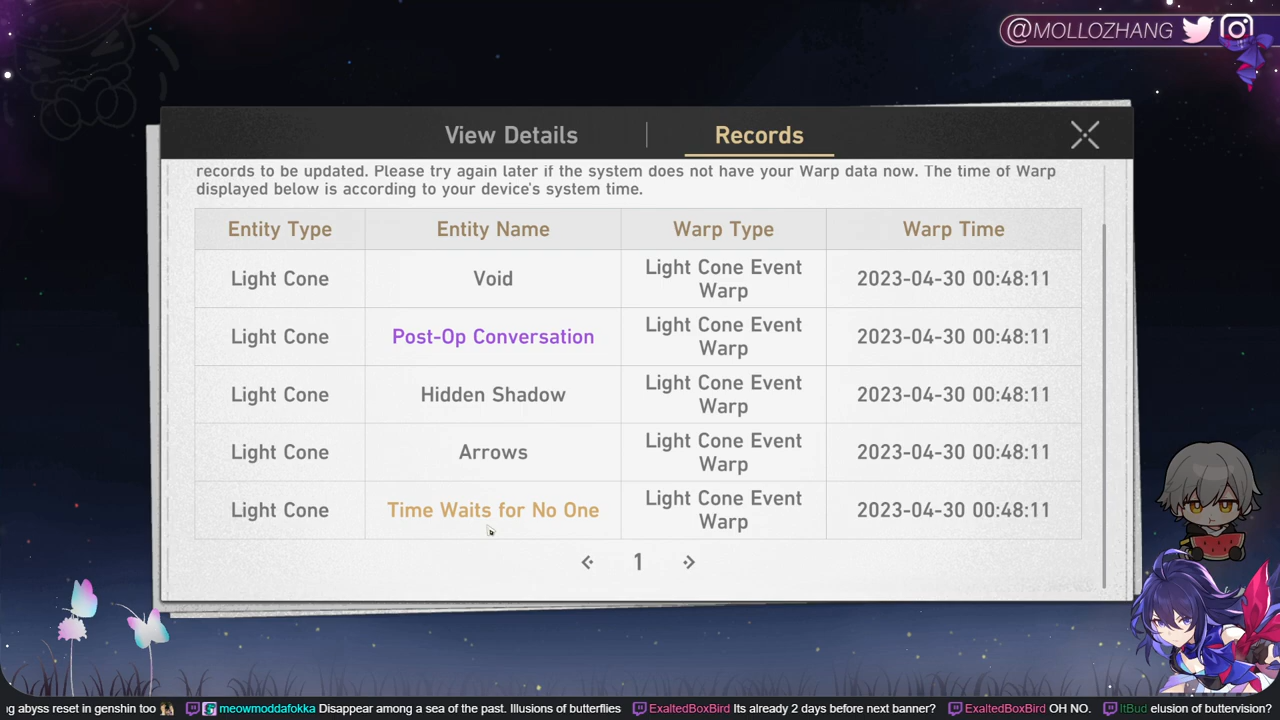 @MOLLOZHANG
View Details
Records
records to be updated. Please try again later if the system does not have your Warp data now. The time of Warp
displayed below is according to your device's system time.
Entity Type Entity Name Warp Type Warp Time
Light Cone Void Light Cone Event Warp 2023-04-30 00:48:11
Light Cone Post-Op Conversation Light Cone Event Warp 2023-04-30 00:48:11
Light Cone Hidden Shadow Light Cone Event Warp 2023-04-30 00:48:11
Light Cone Arrows Light Cone Event Warp 2023-04-30 00:48:11
Light Cone Time Waits for No One Light Cone Event Warp 2023-04-30 00:48:11
1
g abyss reset in genshin too meowmoddafokka Disappear among a sea of the past. Illusions of butterflies ExaltedBoxBird Its already 2 days before next banner? ExaltedBoxBird OH NO. ItBud elusion of buttervision?